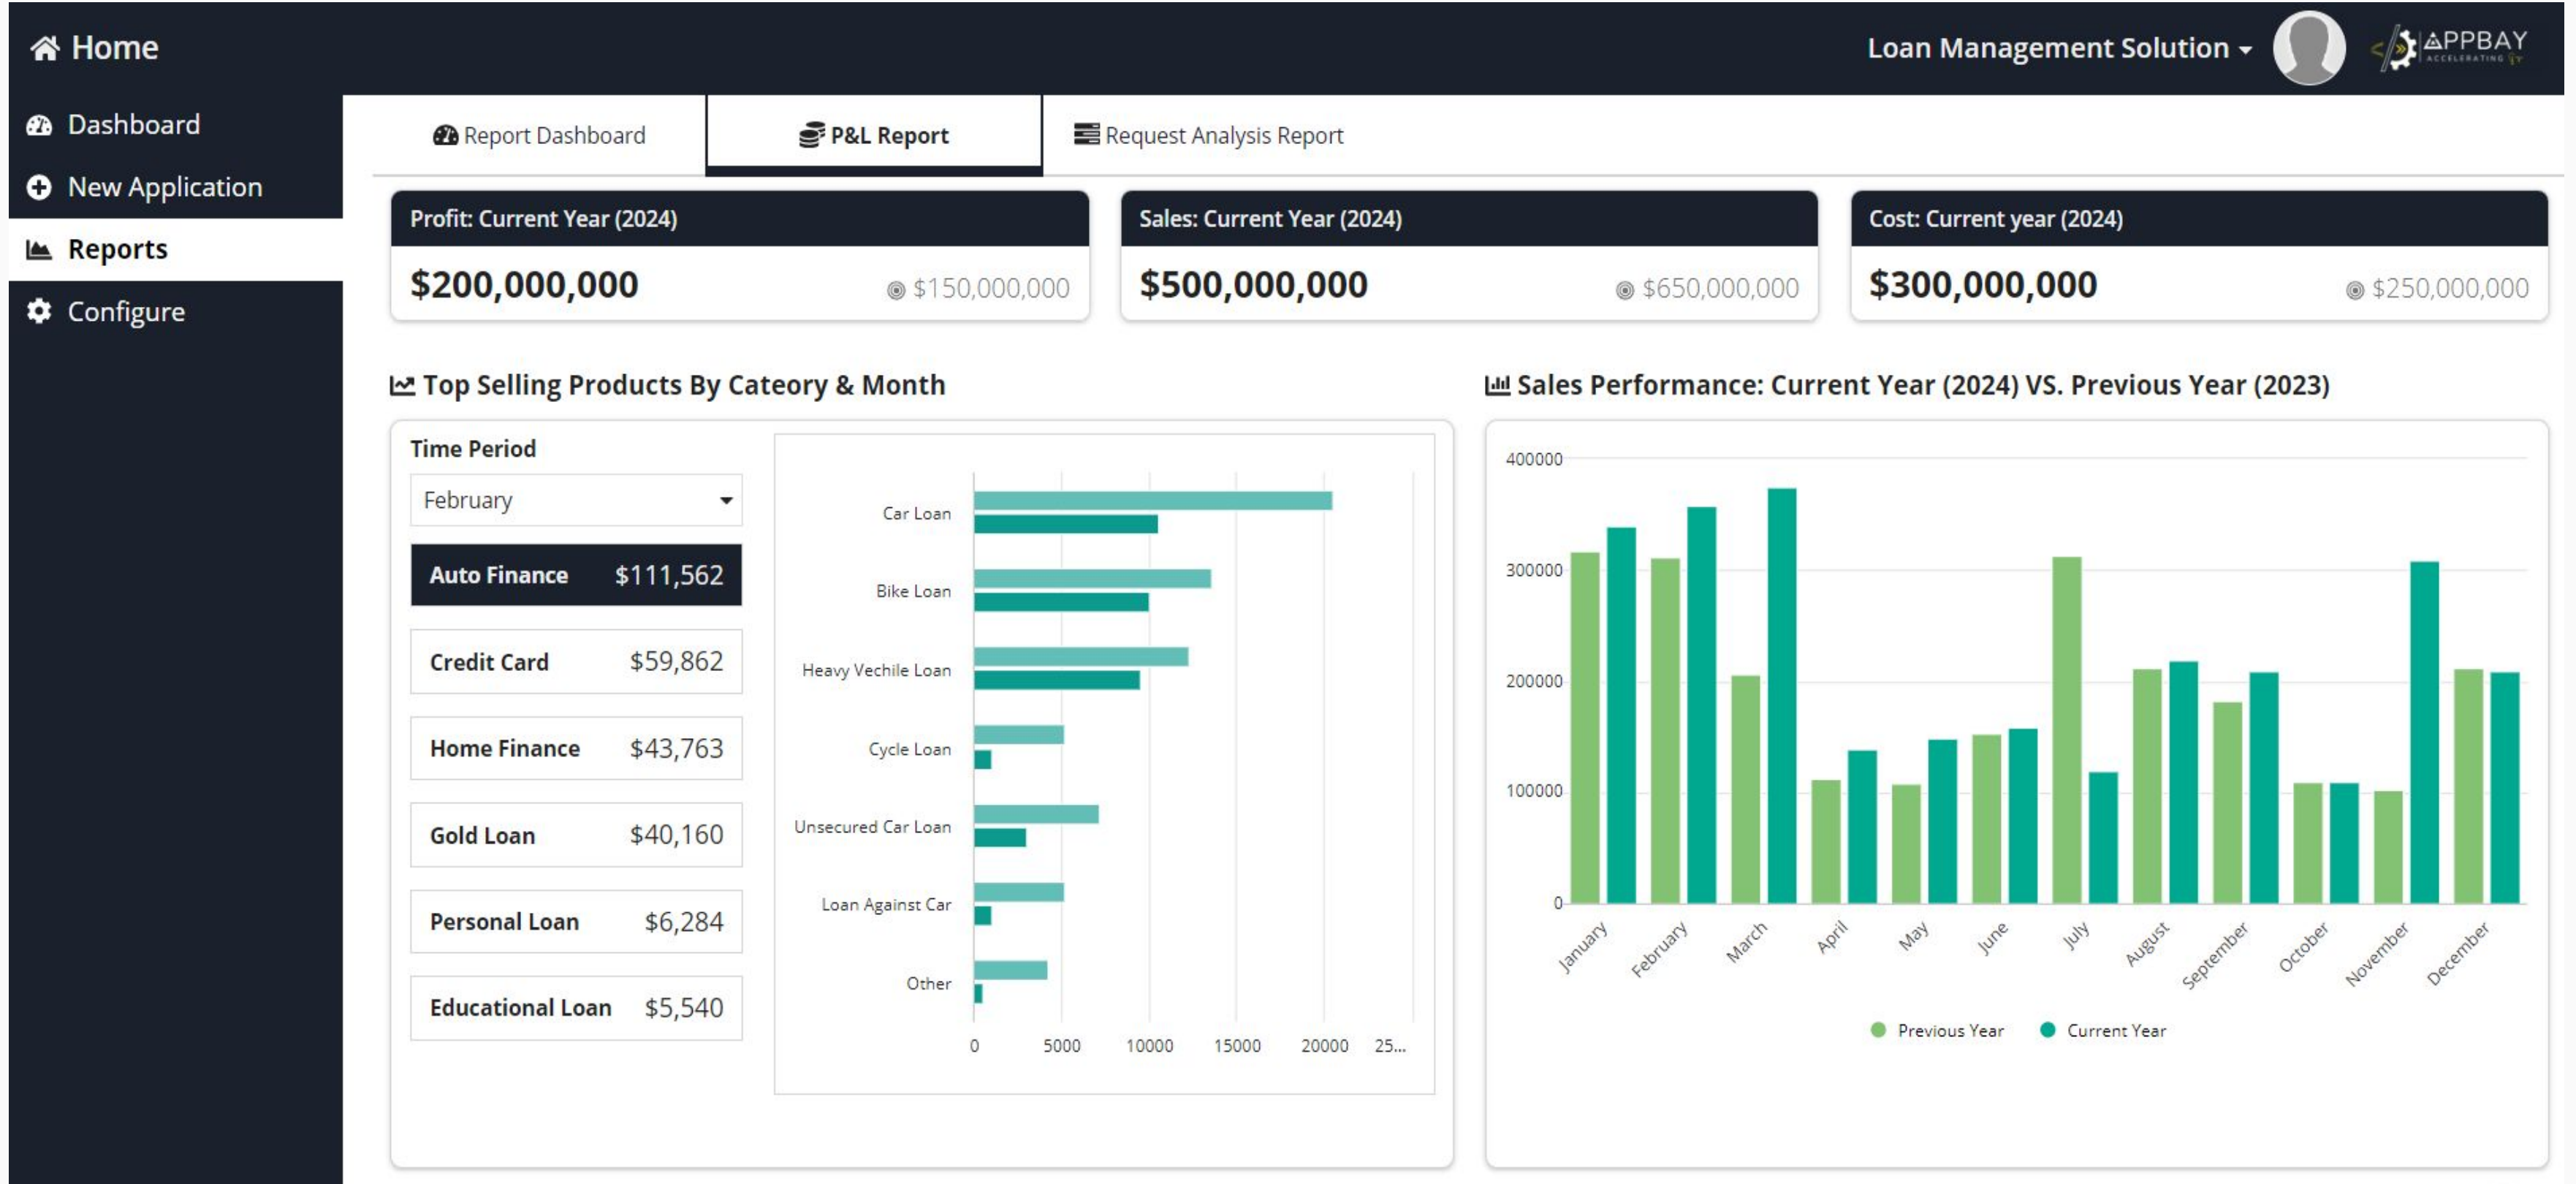 Home
Loan Management Solution
APPBAY
ACCELERATING IT
Dashboard
New Application
Reports
Configure
Report Dashboard
P&L Report
Request Analysis Report
Profit: Current Year (2024)
$200,000,000
$150,000,000
Sales: Current Year (2024)
$500,000,000
$650,000,000
Cost: Current year (2024)
$300,000,000
$250,000,000
Top Selling Products By Cateory & Month
Time Period
February
Auto Finance $111,562
Credit Card $59,862
Home Finance $43,763
Gold Loan $40,160
Personal Loan $6,284
Educational Loan $5,540
Car Loan
Bike Loan
Heavy Vechile Loan
Cycle Loan
Unsecured Car Loan
Loan Against Car
Other
0 5000 10000 15000 20000 25...
Sales Performance: Current Year (2024) VS. Previous Year (2023)
400000
300000
200000
100000
0
January February March April May June July August September October November December
Previous Year Current Year